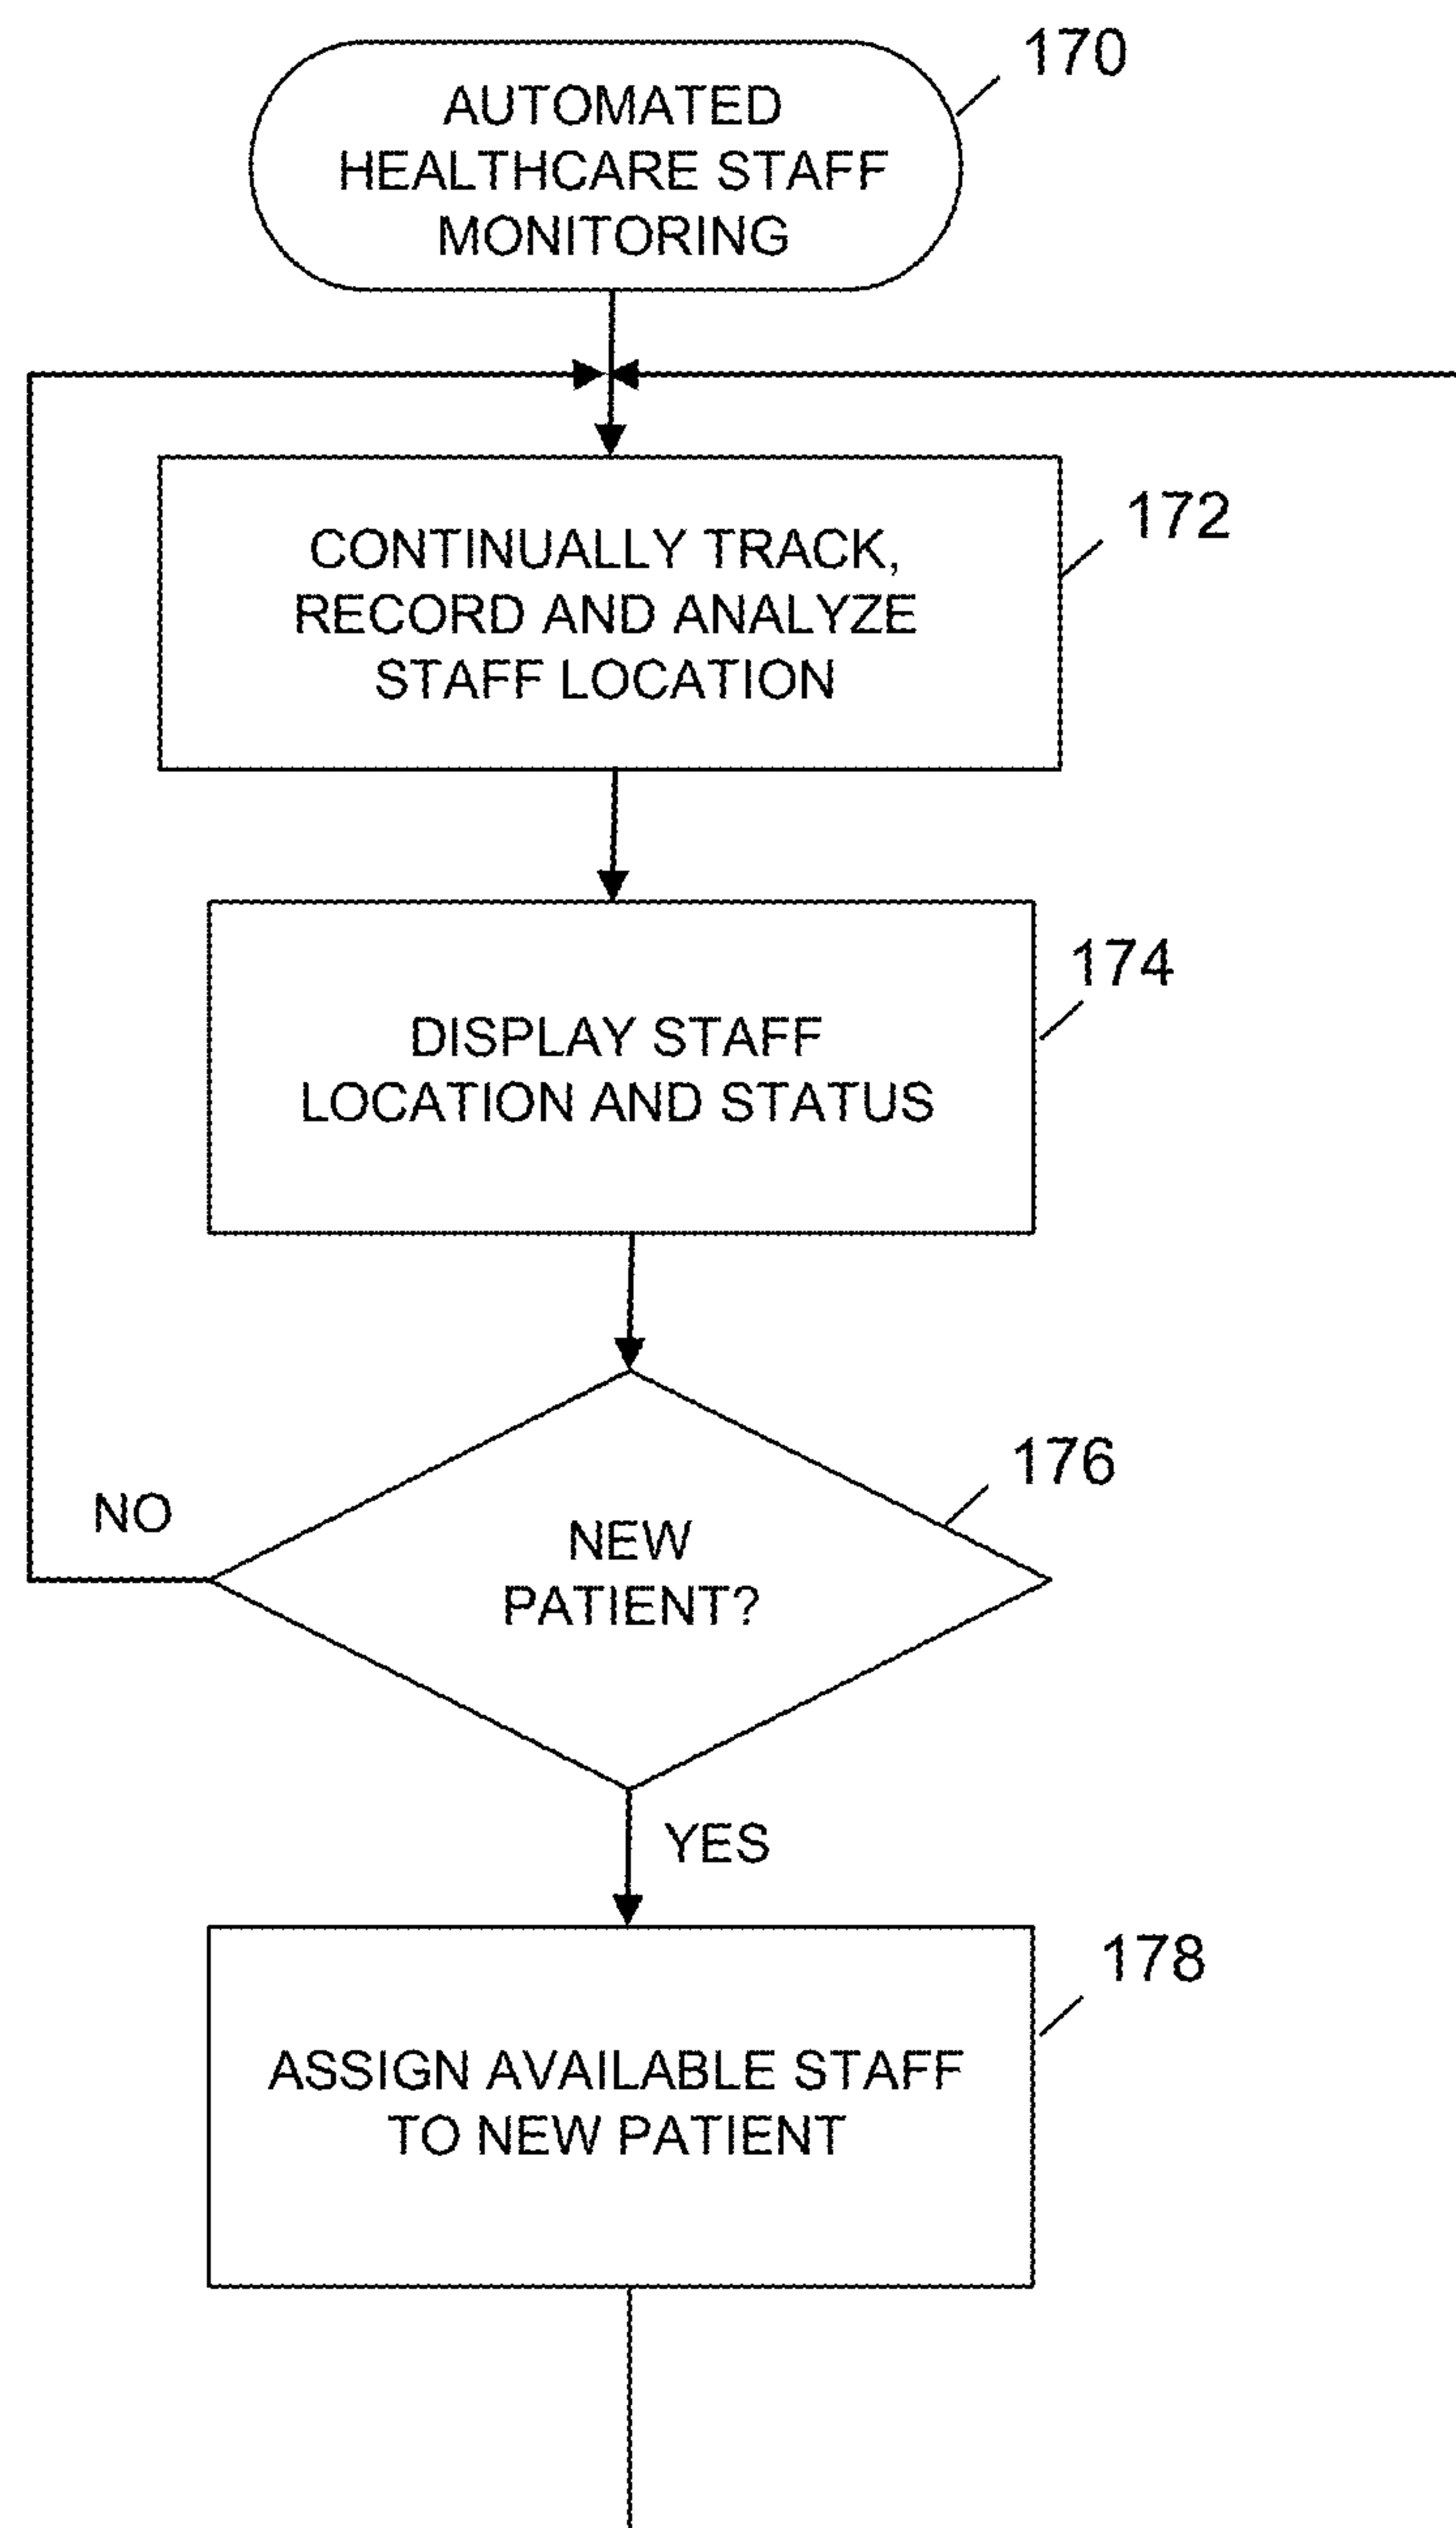 170
AUTOMATED
HEALTHCARE STAFF
MONITORING
172
CONTINUALLY TRACK,
RECORD AND ANALYZE
STAFF LOCATION
174
DISPLAY STAFF
LOCATION AND STATUS
176
NO
NEW
PATIENT?
YES
178
ASSIGN AVAILABLE STAFF
TO NEW PATIENT